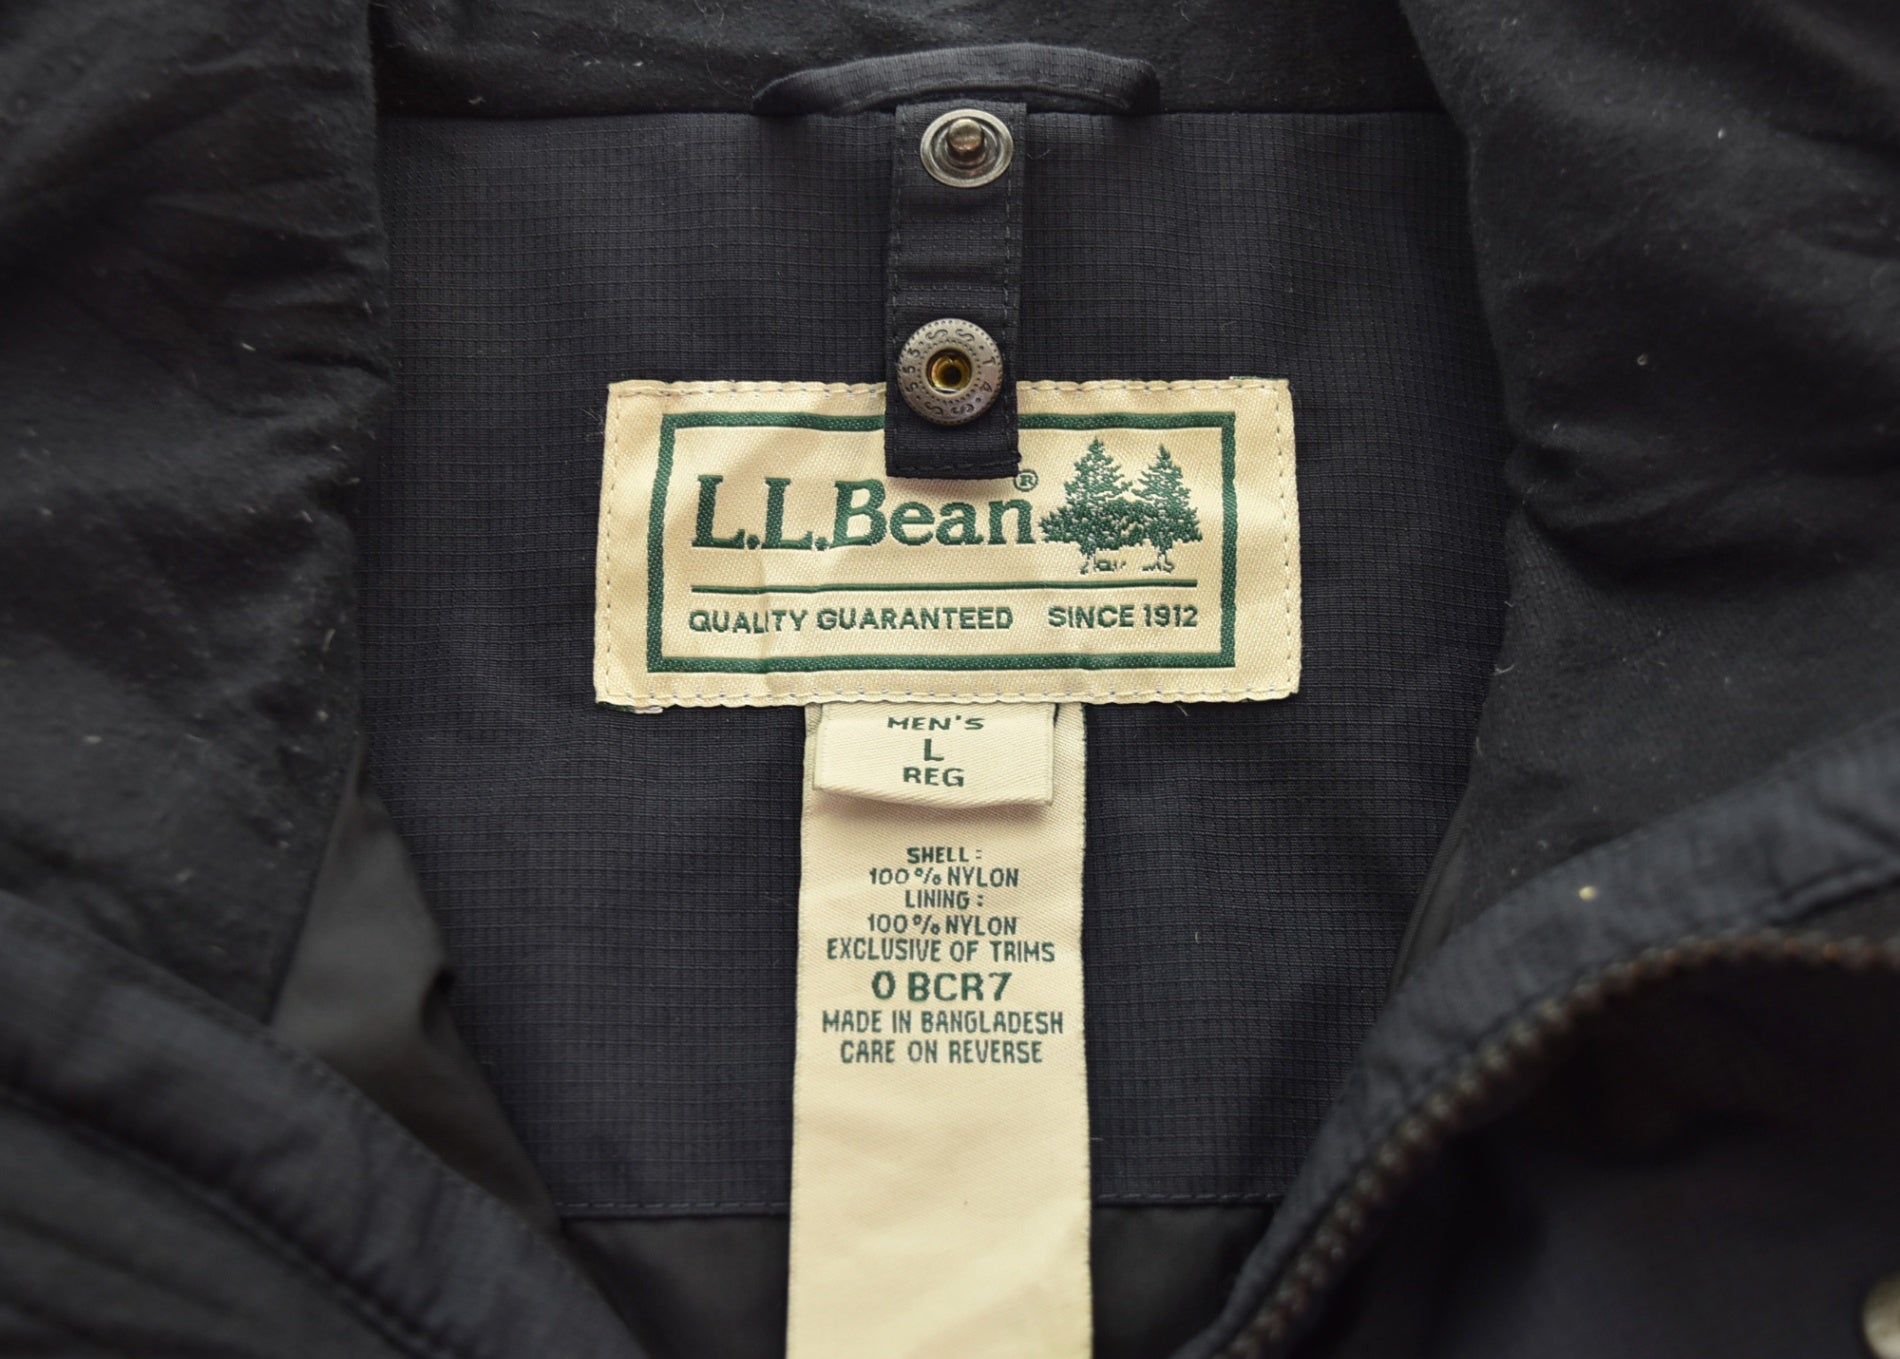 L.L.Bean®
QUALITY GUARANTEED SINCE 1912
MEN'S
L
REG
SHELL:
100% NYLON
LINING:
100% NYLON
EXCLUSIVE OF TRIMS
0 BCR7
MADE IN BANGLADESH
CARE ON REVERSE